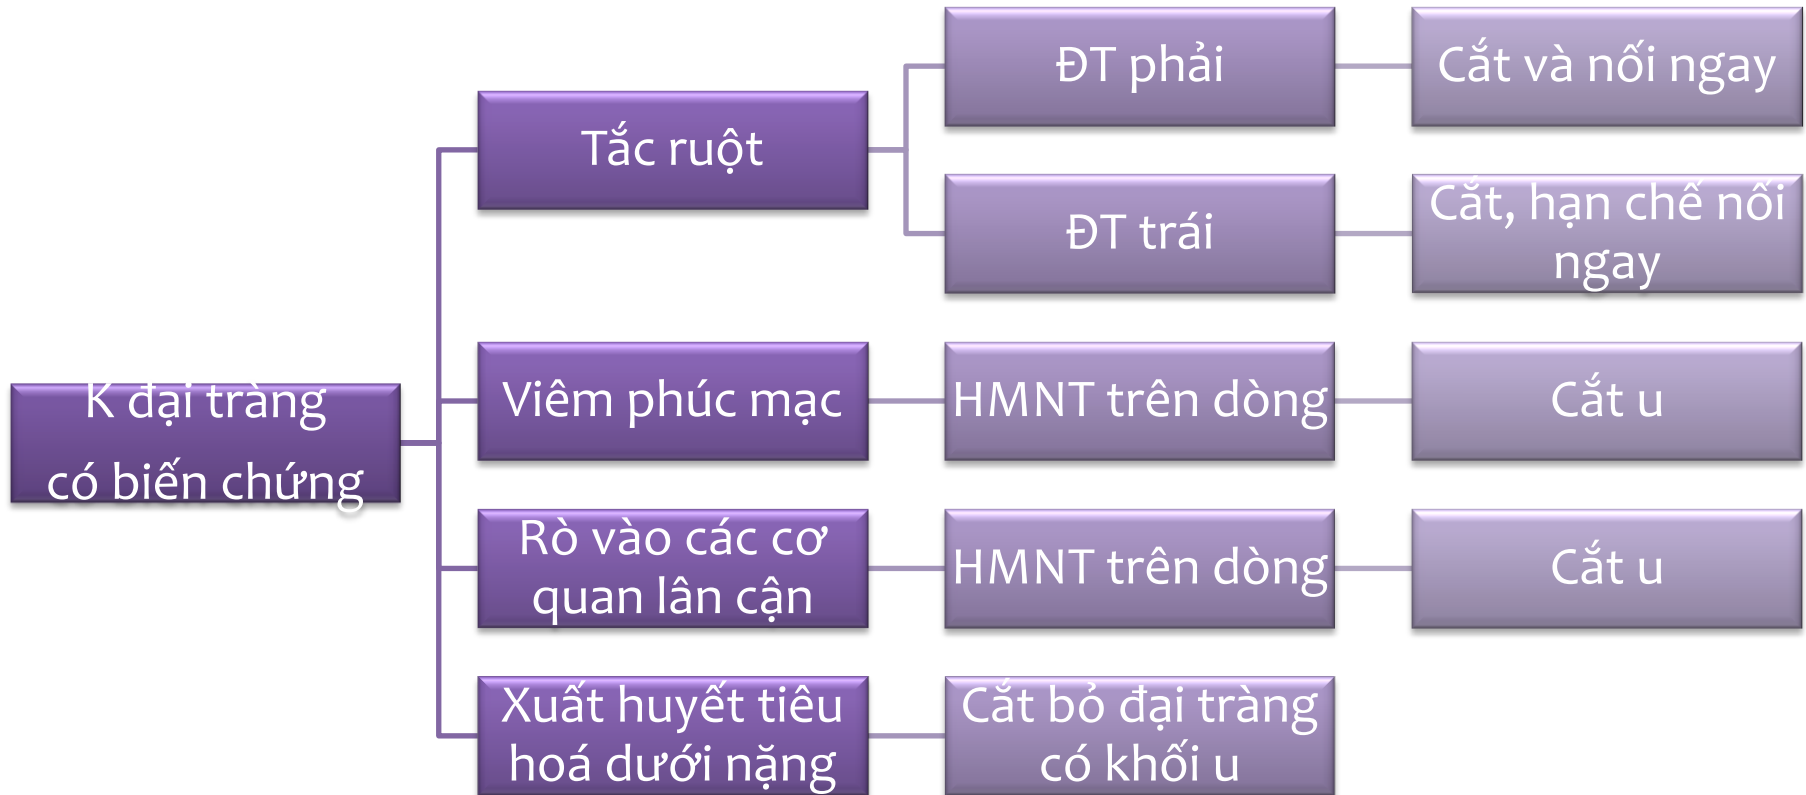 K đại tràng
có biến chứng
Tắc ruột
ĐT phải
Cắt và nối ngay
ĐT trái
Cắt, hạn chế nối
ngay
Viêm phúc mạc
HMNT trên dòng
Cắt u
Rò vào các cơ
quan lân cận
HMNT trên dòng
Cắt u
Xuất huyết tiêu
hoá dưới nặng
Cắt bỏ đại tràng
có khối u